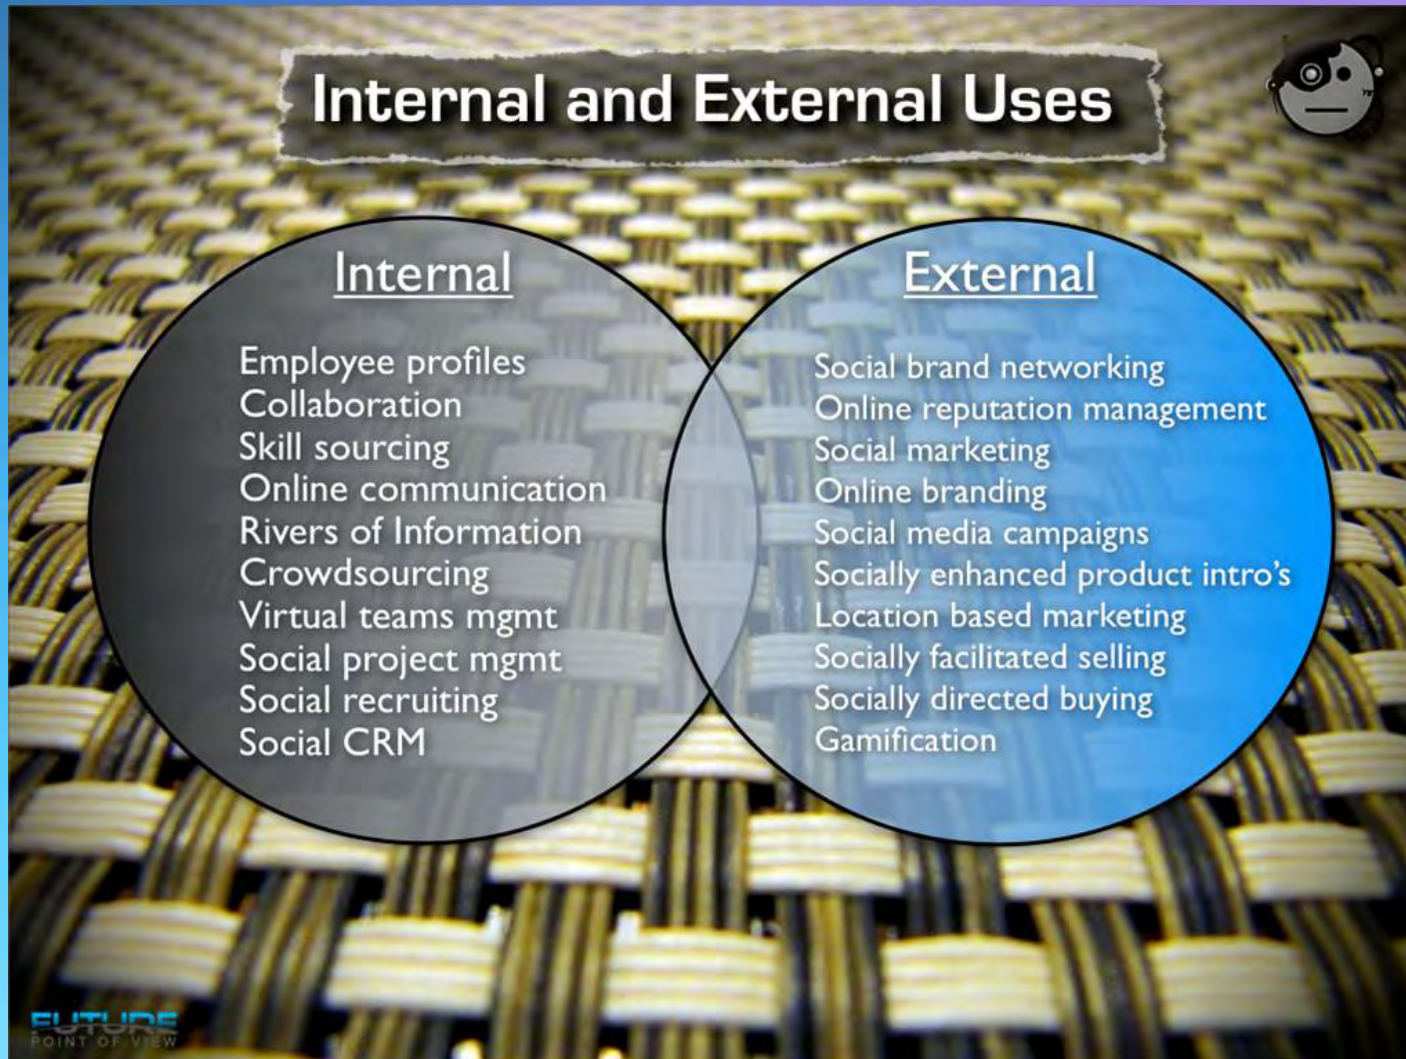 Internal and External Uses
Internal
Employee profiles
Collaboration
Skill sourcing
Online communication
Rivers of Information
Crowdsourcing
Virtual teams mgmt
Social project mgmt
Social recruiting
Social CRM
External
Social brand networking
Online reputation management
Social marketing
Online branding
Social media campaigns
Socially enhanced product intro's
Location based marketing
Socially facilitated selling
Socially directed buying
Gamification
FUTURE
POINT OF VIEW